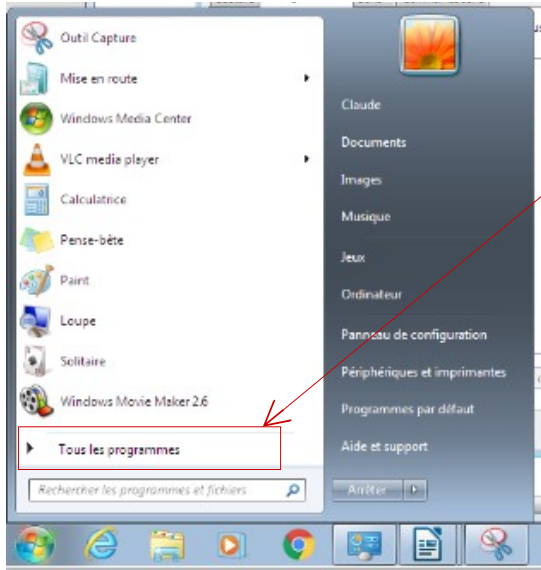 Outil Capture
Mise en route
Windows Media Center
VLC media player
Calculatrice
Pense-bête
Paint
Loupe
Solitaire
Windows Movie Maker 2.6
Tous les programmes
Rechercher les programmes et fichiers
Claude
Documents
Images
Musique
Jeux
Ordinateur
Panneau de configuration
Périphériques et imprimantes
Programmes par défaut
Aide et support
Arrêter